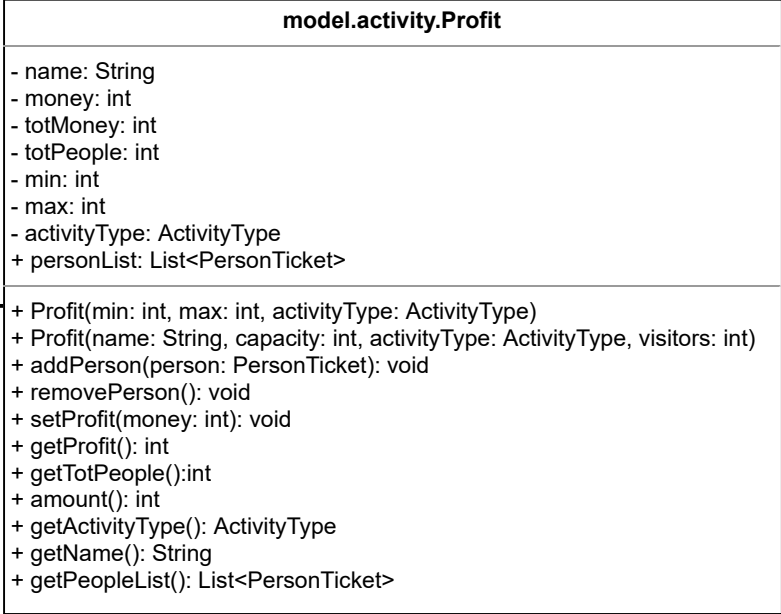 model.activity.Profit
- name: String
- money: int
- totMoney: int
- totPeople: int
- min: int
- max: int
- activityType: ActivityType
+ personList: List<PersonTicket>
+ Profit(min: int, max: int, activityType: ActivityType)
+ Profit(name: String, capacity: int, activityType: ActivityType, visitors: int)
+ addPerson(person: PersonTicket): void
+ removePerson(): void
+ setProfit(money: int): void
+ getProfit(): int
+ getTotPeople():int
+ amount(): int
+ getActivityType(): ActivityType
+ getName(): String
+ getPeopleList(): List<PersonTicket>